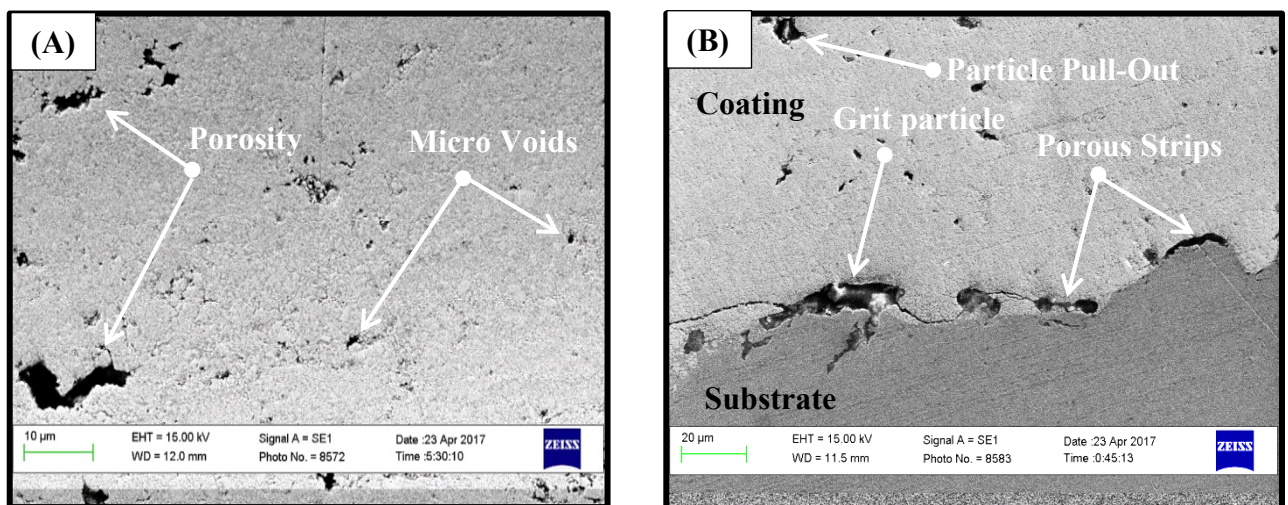 (A)
Porosity
Micro Voids
10 µm
EHT = 15.00 kV
WD = 12.0 mm
Signal A = SE1
Photo No. = 8572
Date :23 Apr 2017
Time :5:30:10
ZEISS
(B)
Particle Pull-Out
Coating
Grit particle
Porous Strips
Substrate
20 µm
EHT = 15.00 kV
WD = 11.5 mm
Signal A = SE1
Photo No. = 8583
Date :23 Apr 2017
Time :0:45:13
ZEISS